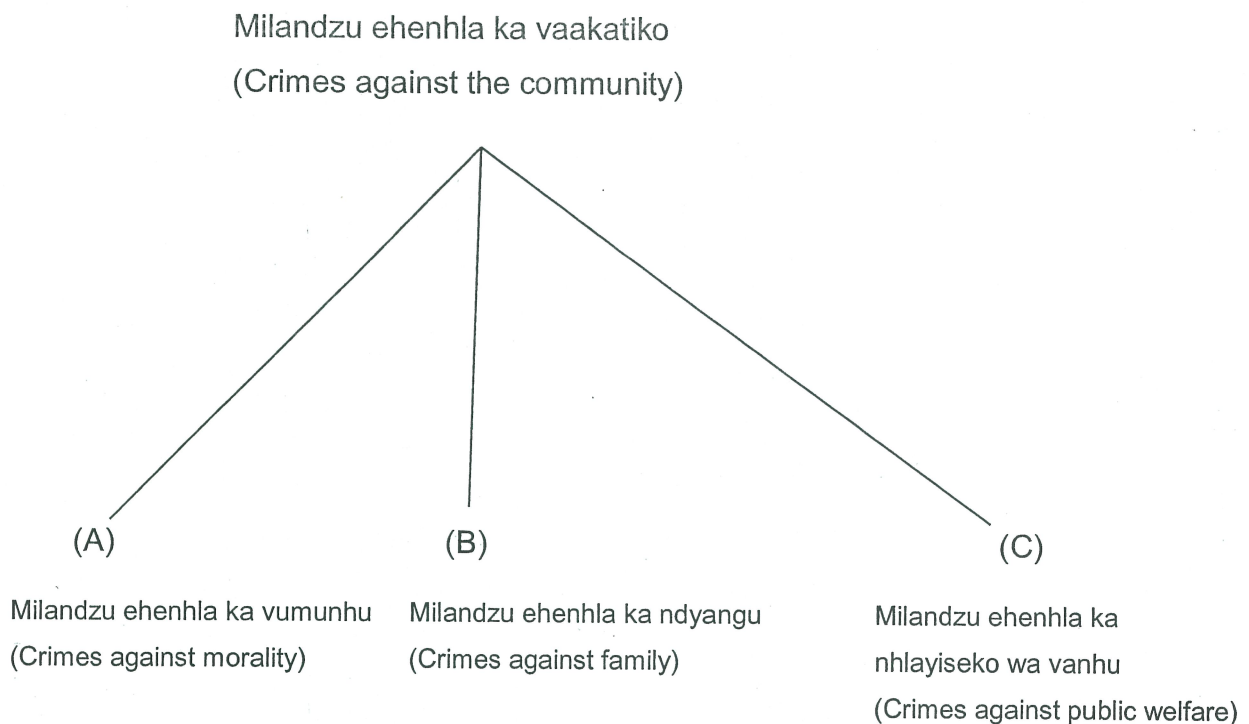 Milandzu ehenhla ka vaakatiko
(Crimes against the community)
(A)
(B)
(C)
Milandzu ehenhla ka vumunhu
(Crimes against morality)
Milandzu ehenhla ka ndyangu
(Crimes against family)
Milandzu ehenhla ka
nhlayiseko wa vanhu
(Crimes against public welfare)